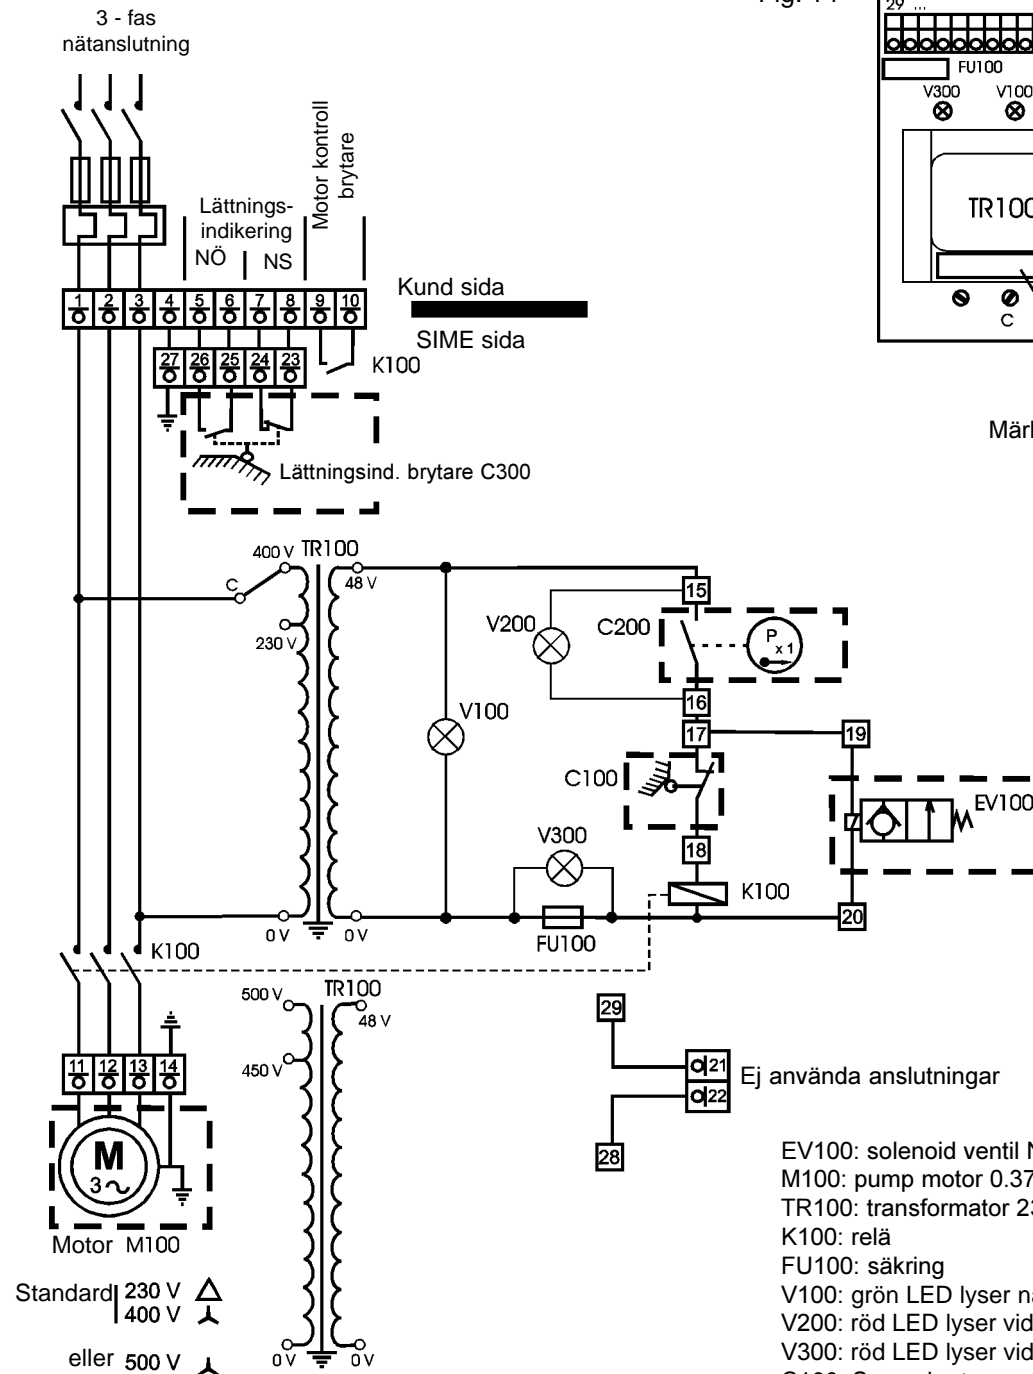 3 - fas
nätanslutning
Lättnings-
indikering
NÖ NS
Motor kontroll
brytare
1 2 3 4 5 6 7 8 9 10
Kund sida
SIME sida
27 26 25 24 23
K100
Lättningsind. brytare C300
29 ...
FU100
V300 V100
TR100
C
400 V TR100
48 V
C
230 V
V100
0 V 0 V
15
V200
C200
P
x 1
16
17
19
C100
EV100
V300
18
K100
FU100
20
K100
500 V TR100
48 V
450 V
0 V 0 V
11 12 13 14
M
3~
Motor M100
Standard 230 V
400 V
eller 500 V
29
21
22
Ej använda anslutningar
28
EV100: solenoid ventil
M100: pump motor 0.37
TR100: transformator
K100: relä
FU100: säkring
V100: grön LED lyser
V200: röd LED lyser vid
V300: röd LED lyser vid